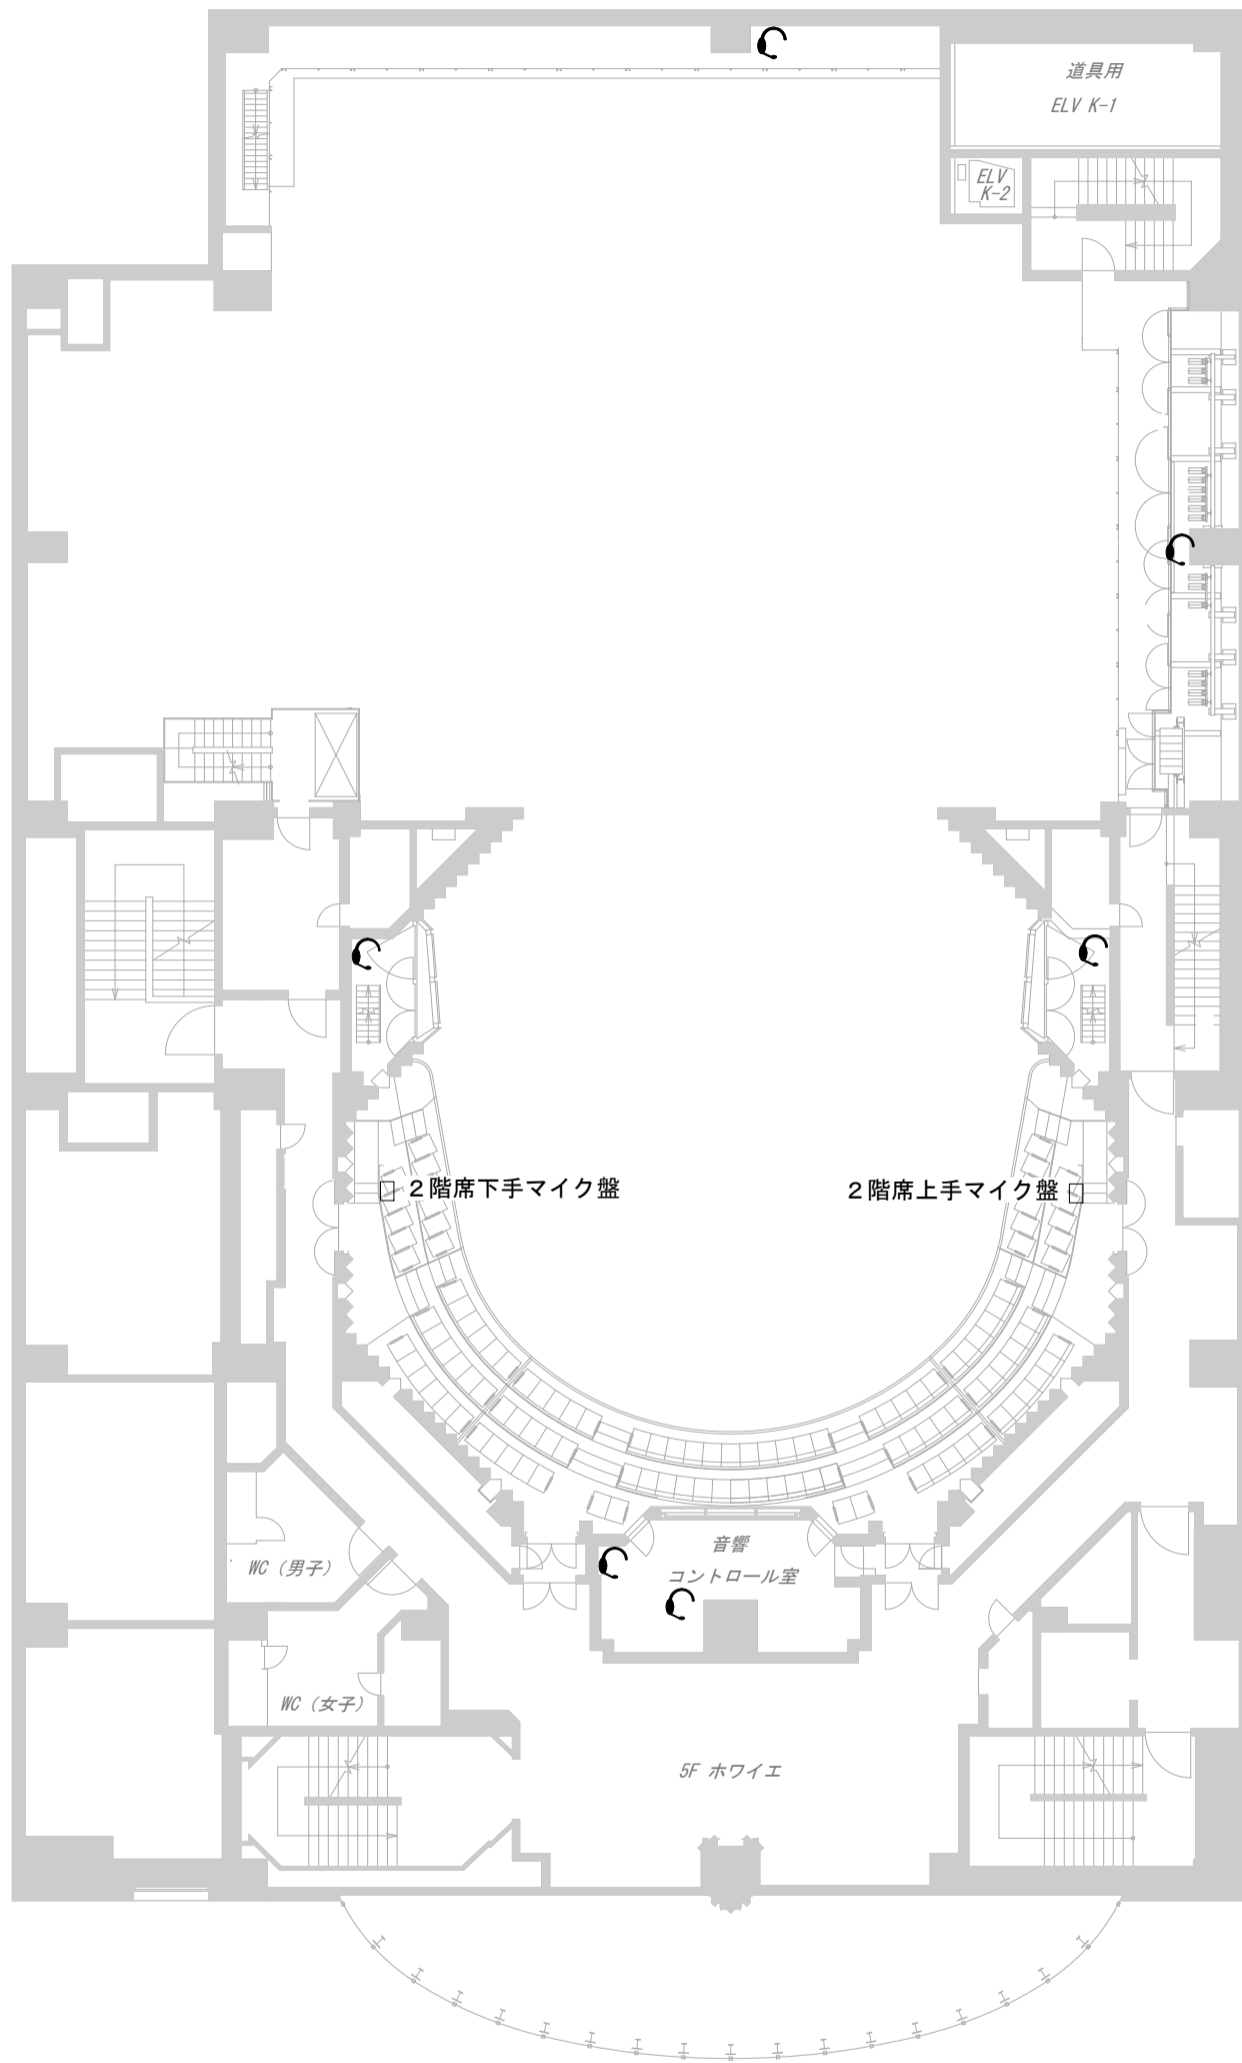 道具用
ELV K-1
ELV
K-2
２階席下手マイク盤
２階席上手マイク盤
音響
コントロール室
WC（男子）
WC（女子）
5F ホワイエ